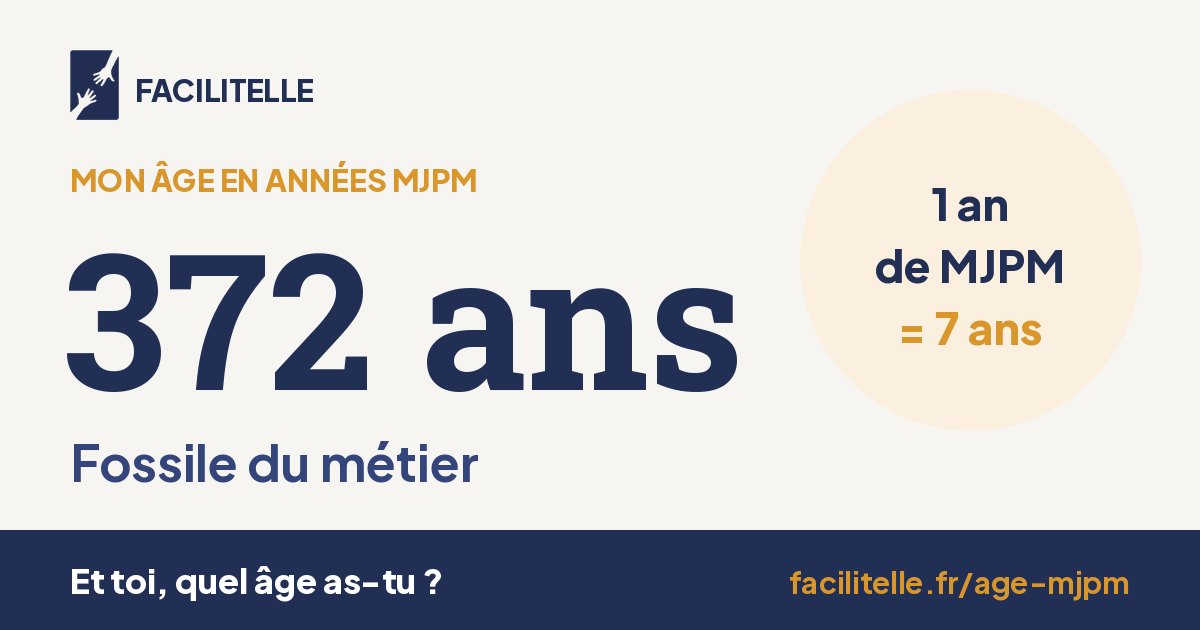 FACILITELLE
MON ÂGE EN ANNÉES MJPM
372 ans
Fossile du métier
1 an
de MJPM
= 7 ans
Et toi, quel âge as-tu ?
facilitelle.fr/age-mjpm